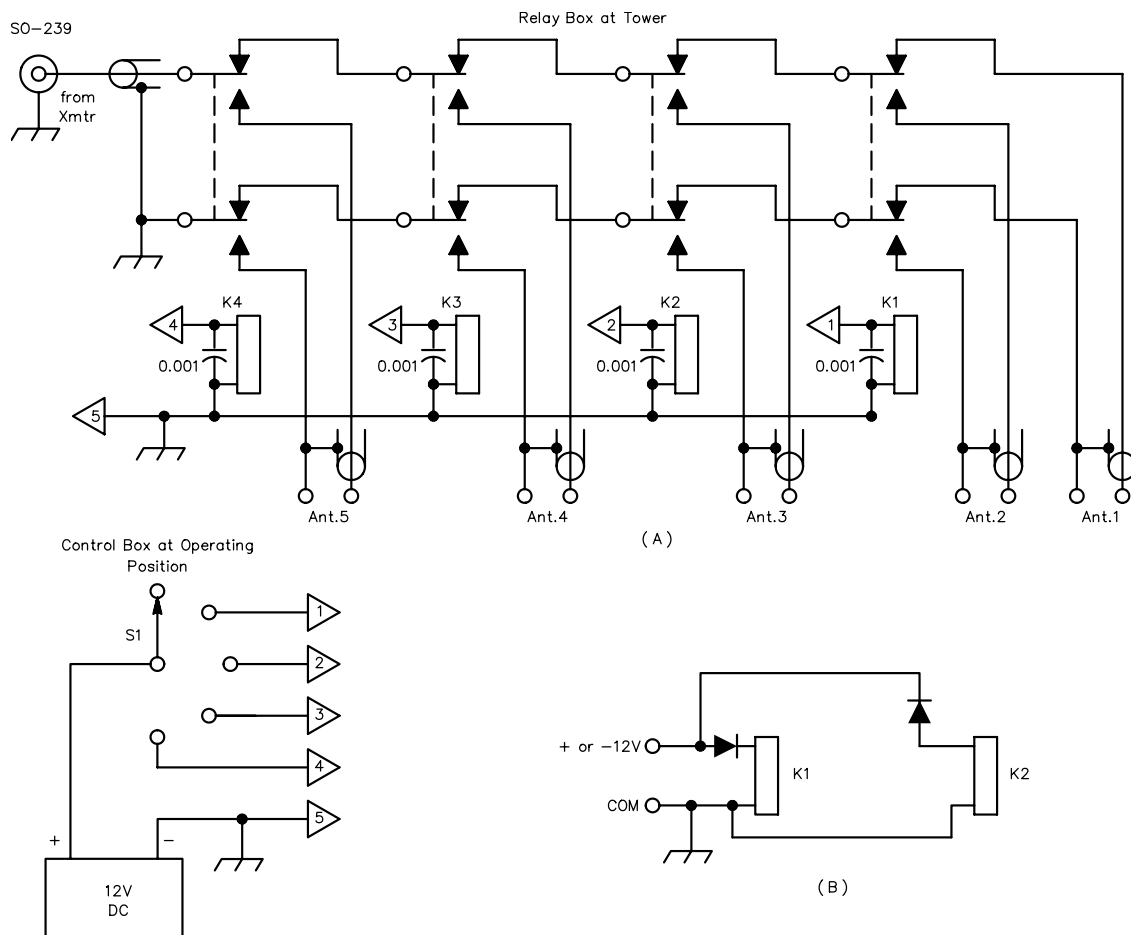 Relay Box at Tower
SO-239
from
Xmtr
K4
K3
K2
K1
4
3
2
1
0.001
0.001
0.001
0.001
5
Ant.5
Ant.4
Ant.3
Ant.2
Ant.1
(A)
Control Box at Operating
Position
S1
1
2
3
4
5
+
-
12V
DC
+ or -12V
K1
K2
COM
(B)